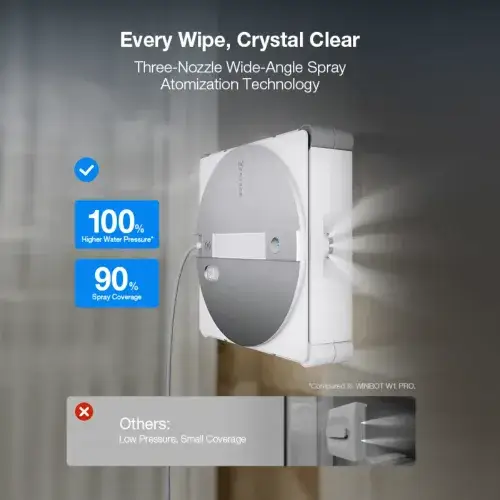 Every Wipe, Crystal Clear
Three-Nozzle Wide-Angle Spray
Atomization Technology
100%
Higher Water Pressure*
90%
Spray Coverage
*Compared to WINBOT W1 PRO.
Others:
Low Pressure, Small Coverage